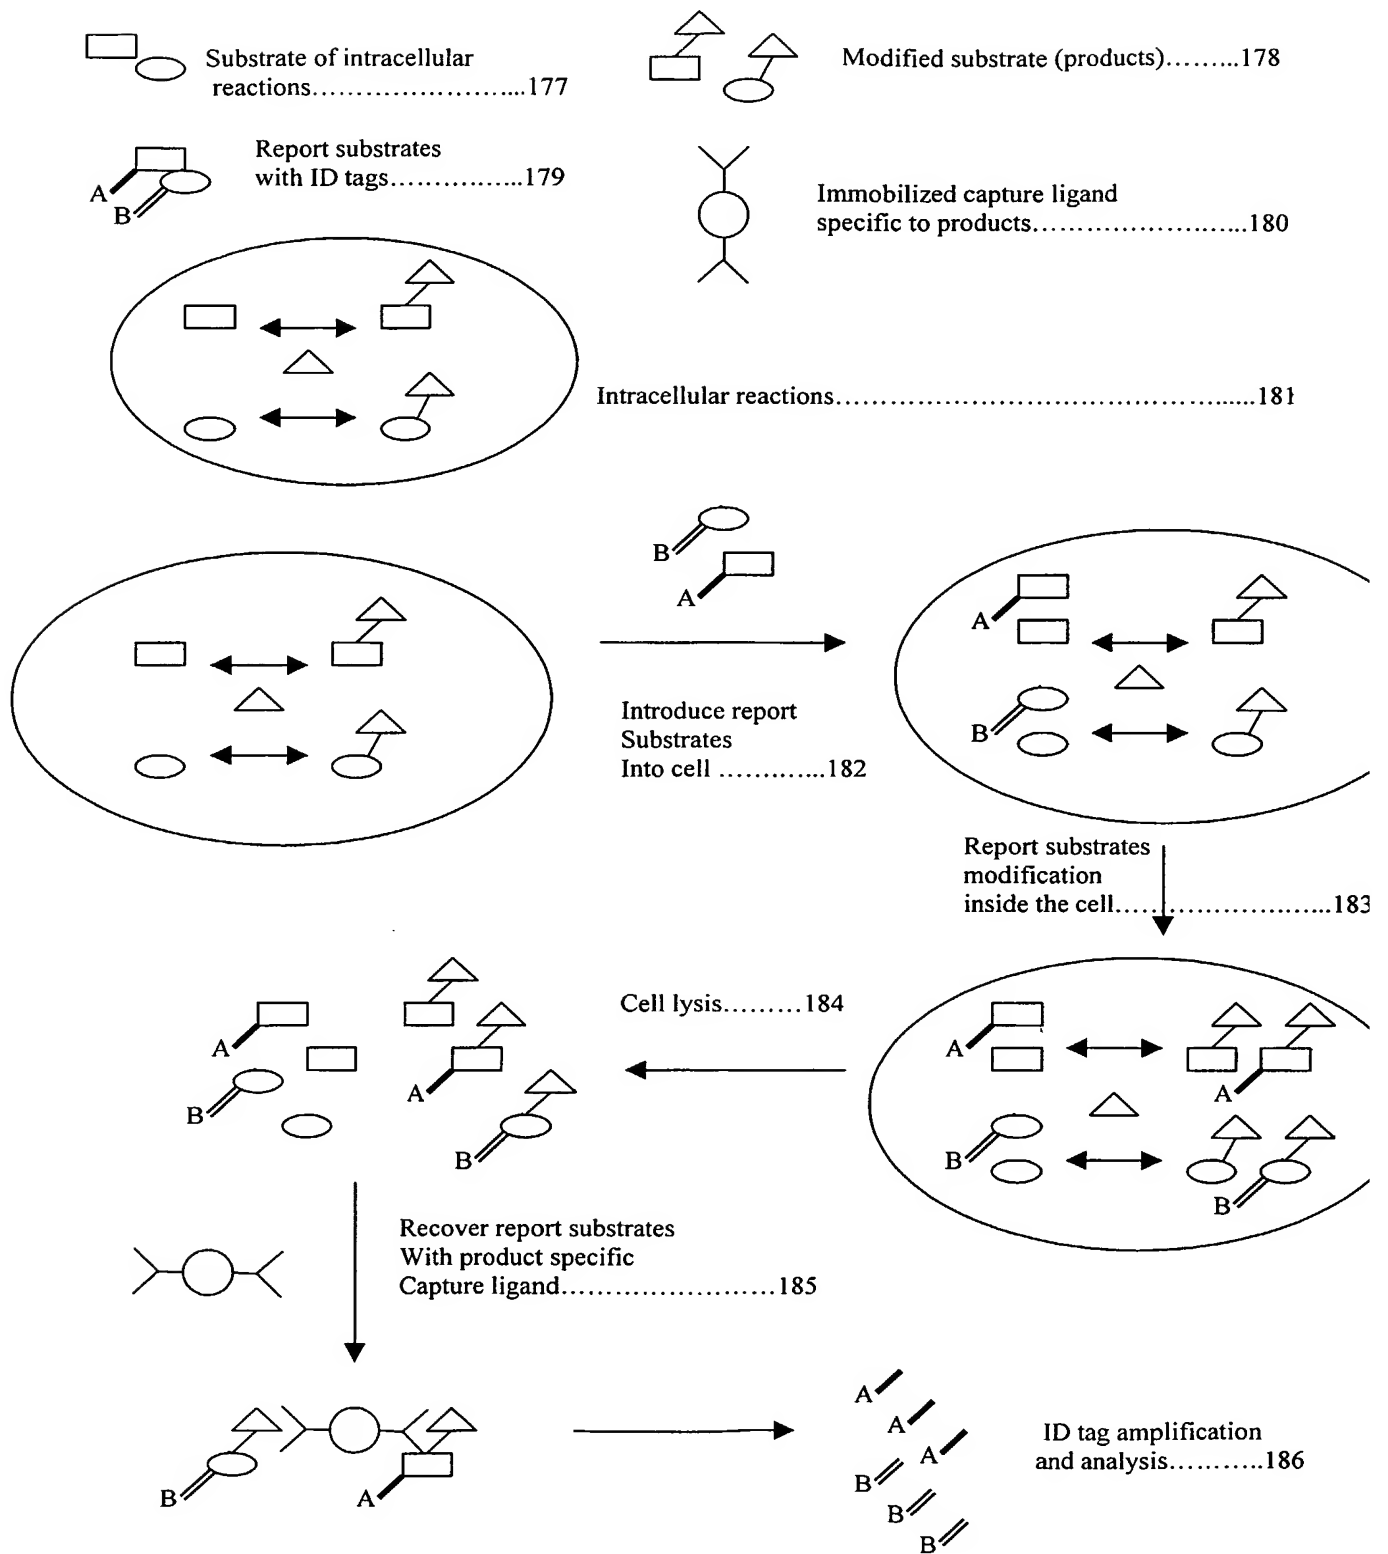 Substrate of intracellular
reactions……………………....177
Modified substrate (products)……...178
Report substrates
with ID tags…………….…...179
A
B
Immobilized capture ligand
specific to products……………………...180
Intracellular reactions……………………………………………......181
B
A
Introduce report
Substrates
Into cell ………….…182
A
B
Report substrates
modification
inside the cell……………………...183
Cell lysis………184
A
A
B
B
A
A
B
B
Recover report substrates
With product specific
Capture ligand……………………185
A
A
A
B
B
B
B
A
ID tag amplification
and analysis………..186